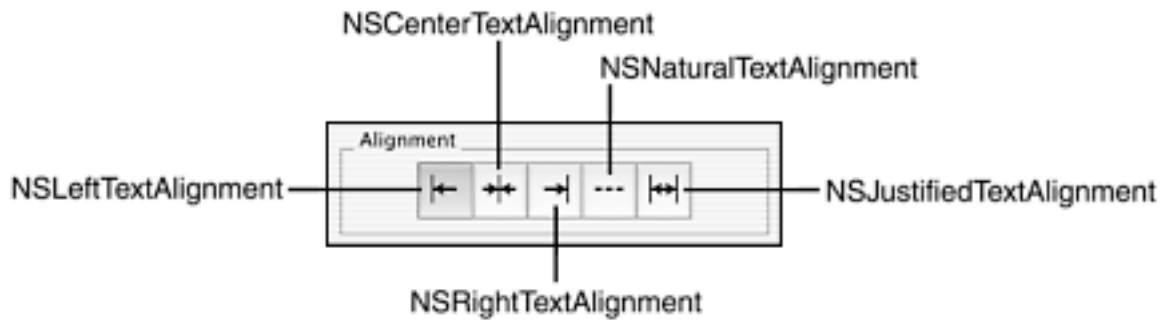 NSCenterTextAlignment
NSNaturalTextAlignment
Alignment
NSLeftTextAlignment
NSJustifiedTextAlignment
NSRightTextAlignment